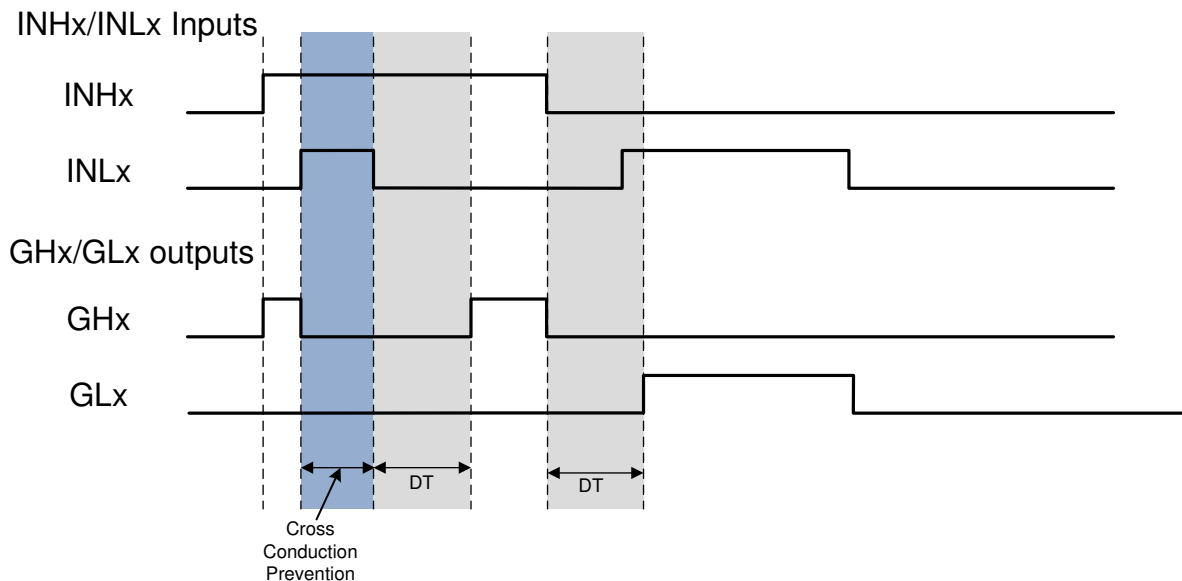 INHx/INLx Inputs
INHx
INLx
GHx/GLx outputs
GHx
GLx
DT
DT
Cross
Conduction
Prevention